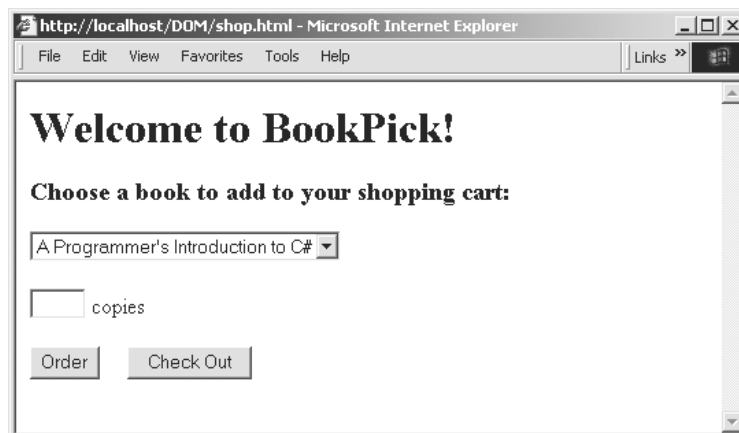 http://localhost/DOM/shop.html - Microsoft Internet Explorer
File Edit View Favorites Tools Help Links »
Welcome to BookPick!
Choose a book to add to your shopping cart:
A Programmer's Introduction to C#
copies
Order Check Out